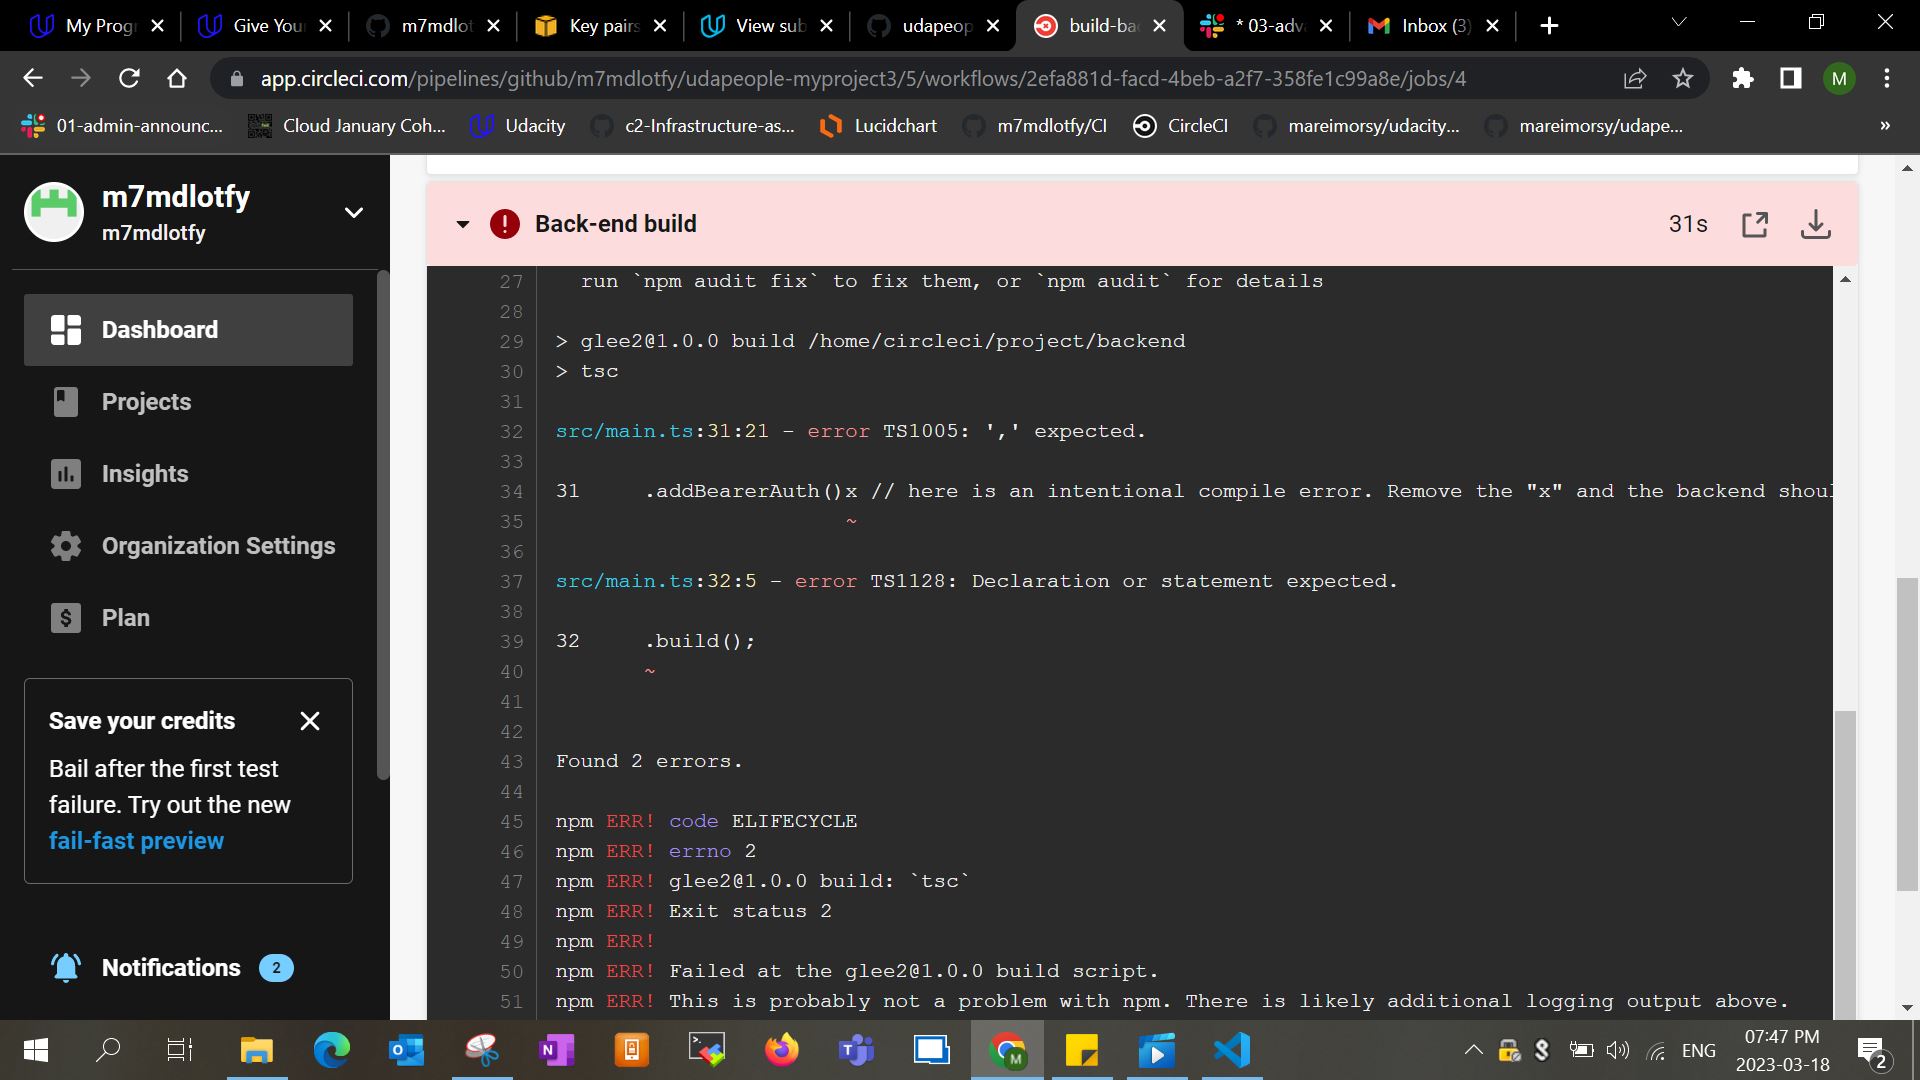 My Prog
Give You
m7mdlot
Key pairs
View sub
udapeop
build-ba
* 03-adv
Inbox (3)
app.circleci.com/pipelines/github/m7mdlotfy/udapeople-myproject3/5/workflows/2efa881d-facd-4beb-a2f7-358fe1c99a8e/jobs/4
M
01-admin-announc...
Cloud January Coh...
Udacity
c2-Infrastructure-as...
Lucidchart
m7mdlotfy/CI
CircleCI
mareimorsy/udacity...
mareimorsy/udape...
»
m7mdlotfy
m7mdlotfy
Dashboard
Projects
Insights
Organization Settings
Plan
Save your credits
Bail after the first test
failure. Try out the new
fail-fast preview
Notifications 2
Back-end build
31s
27 run `npm audit fix` to fix them, or `npm audit` for details
28
29 > glee2@1.0.0 build /home/circleci/project/backend
30 > tsc
31
32 src/main.ts:31:21 - error TS1005: ',' expected.
33
34 31 .addBearerAuth()x // here is an intentional compile error. Remove the "x" and the backend shoul
35 ~
36
37 src/main.ts:32:5 - error TS1128: Declaration or statement expected.
38
39 32 .build();
40 ~
41
42
43 Found 2 errors.
44
45 npm ERR! code ELIFECYCLE
46 npm ERR! errno 2
47 npm ERR! glee2@1.0.0 build: `tsc`
48 npm ERR! Exit status 2
49 npm ERR!
50 npm ERR! Failed at the glee2@1.0.0 build script.
51 npm ERR! This is probably not a problem with npm. There is likely additional logging output above.
ENG
07:47 PM
2023-03-18
2